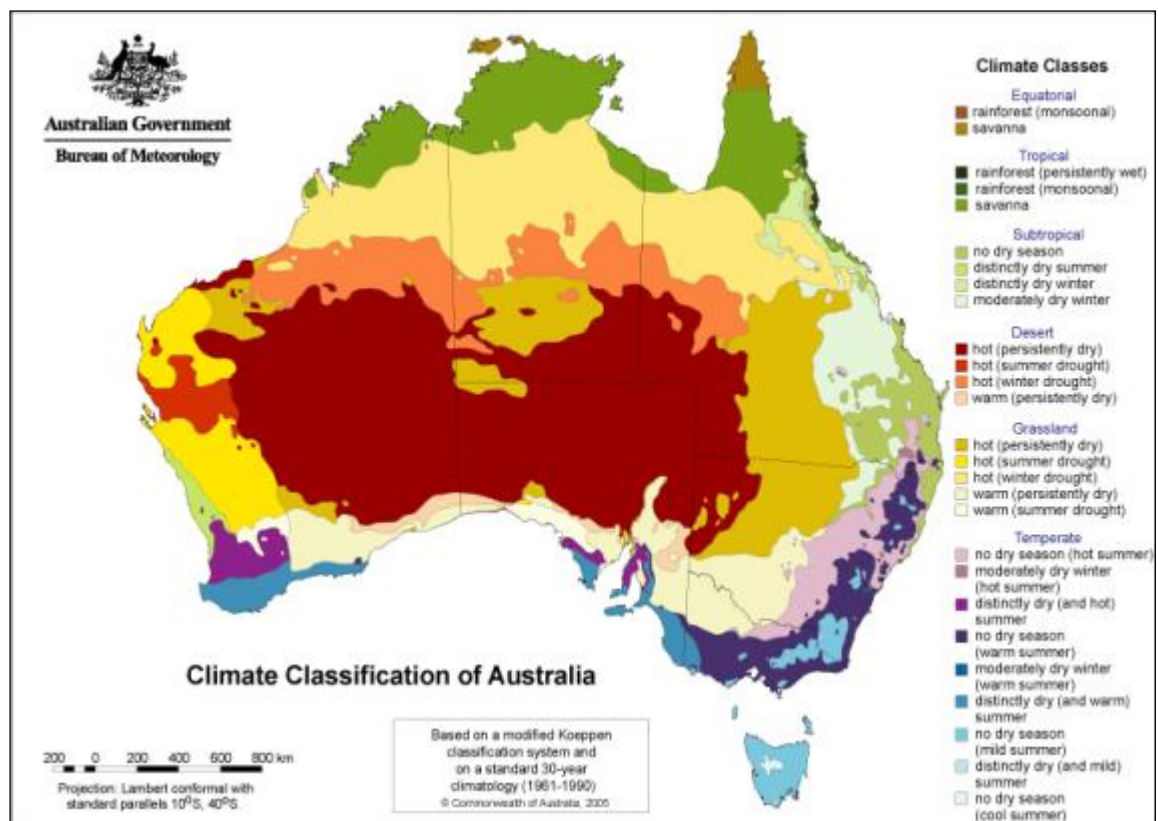 Australian Government
Bureau of Meteorology
Climate Classes
Equatorial
rainforest (monsoonal)
savanna
Tropical
rainforest (persistently wet)
rainforest (monsoonal)
savanna
Subtropical
no dry season
distinctly dry summer
distinctly dry winter
moderately dry winter
Desert
hot (persistently dry)
hot (summer drought)
hot (winter drought)
warm (persistently dry)
Grassland
hot (persistently dry)
hot (summer drought)
hot (winter drought)
warm (persistently dry)
warm (summer drought)
Temperate
no dry season (hot summer)
moderately dry winter
(hot summer)
distinctly dry (and hot)
summer
no dry season
(warm summer)
moderately dry winter
(warm summer)
distinctly dry (and warm)
summer
no dry season
(mild summer)
distinctly dry (and mild)
summer
no dry season
(cool summer)
Climate Classification of Australia
Based on a modified Koeppen
classification system and
on a standard 30-year
climatology (1961-1990)
© Commonwealth of Australia, 2005
200 0 200 400 600 800 km
Projection: Lambert conformal with
standard parallels 10°S, 40°S.